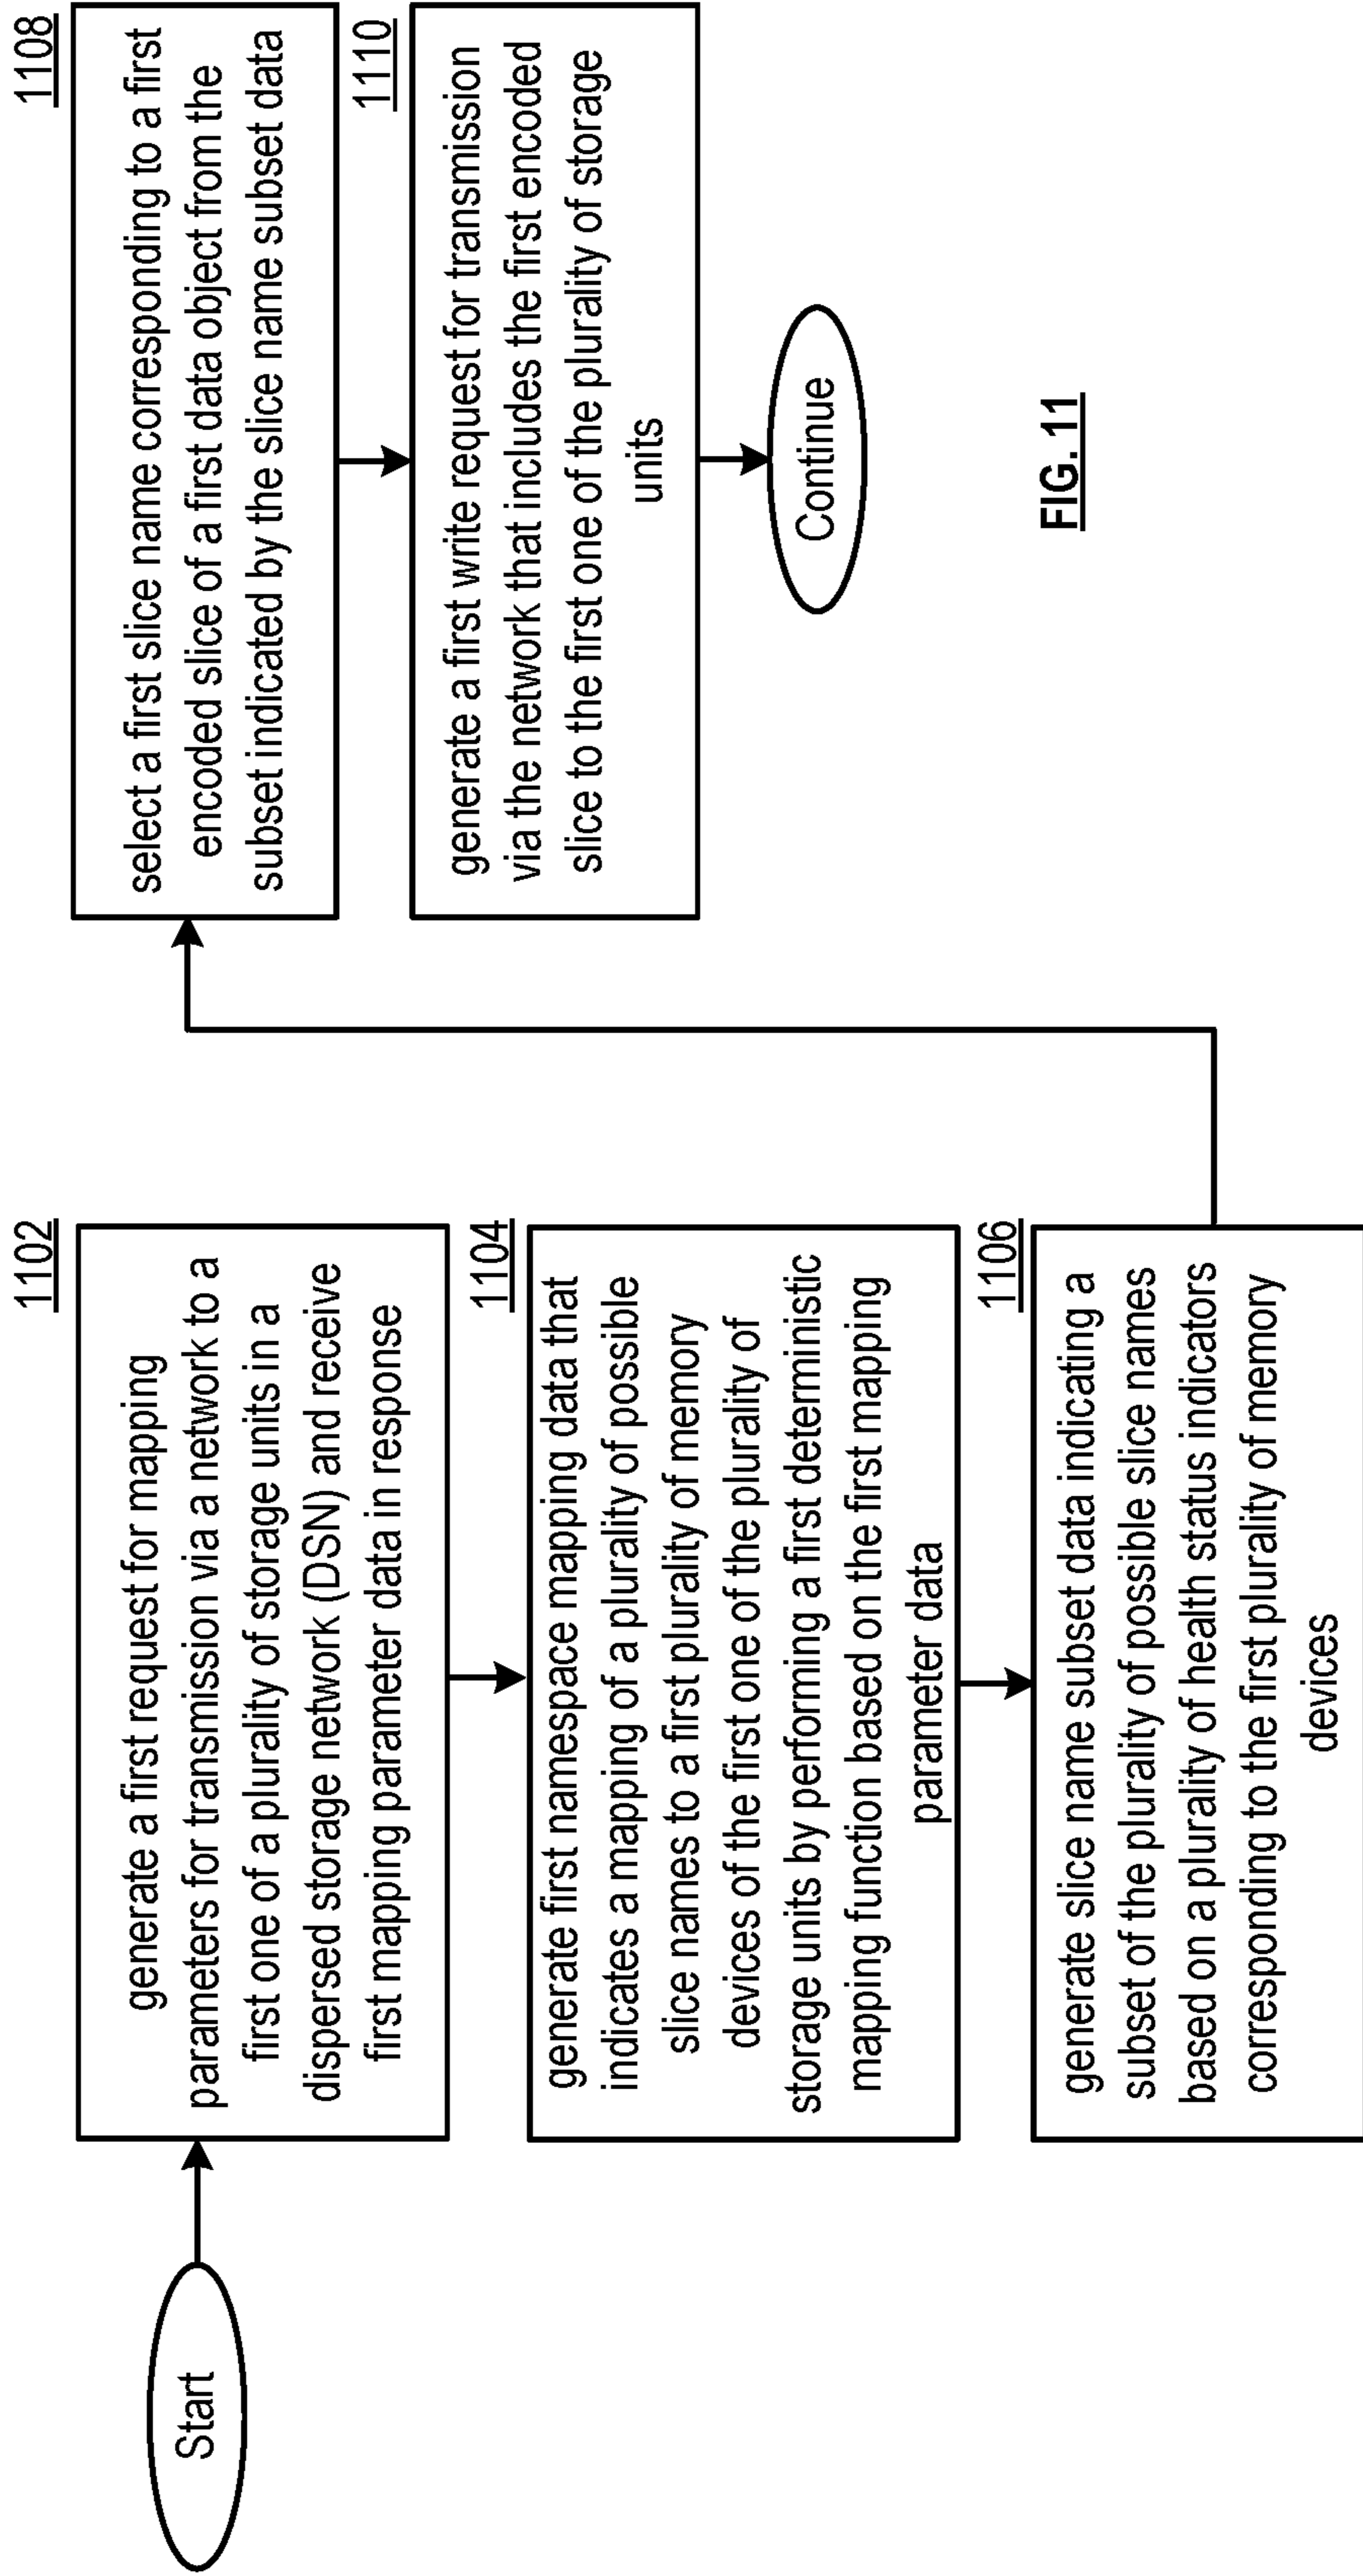 Start
1102
generate a first request for mapping
parameters for transmission via a network to a
first one of a plurality of storage units in a
dispersed storage network (DSN) and receive
first mapping parameter data in response
1104
generate first namespace mapping data that
indicates a mapping of a plurality of possible
slice names to a first plurality of memory
devices of the first one of the plurality of
storage units by performing a first deterministic
mapping function based on the first mapping
parameter data
1106
generate slice name subset data indicating a
subset of the plurality of possible slice names
based on a plurality of health status indicators
corresponding to the first plurality of memory
devices
1108
select a first slice name corresponding to a first
encoded slice of a first data object from the
subset indicated by the slice name subset data
1110
generate a first write request for transmission
via the network that includes the first encoded
slice to the first one of the plurality of storage
units
Continue
FIG. 11